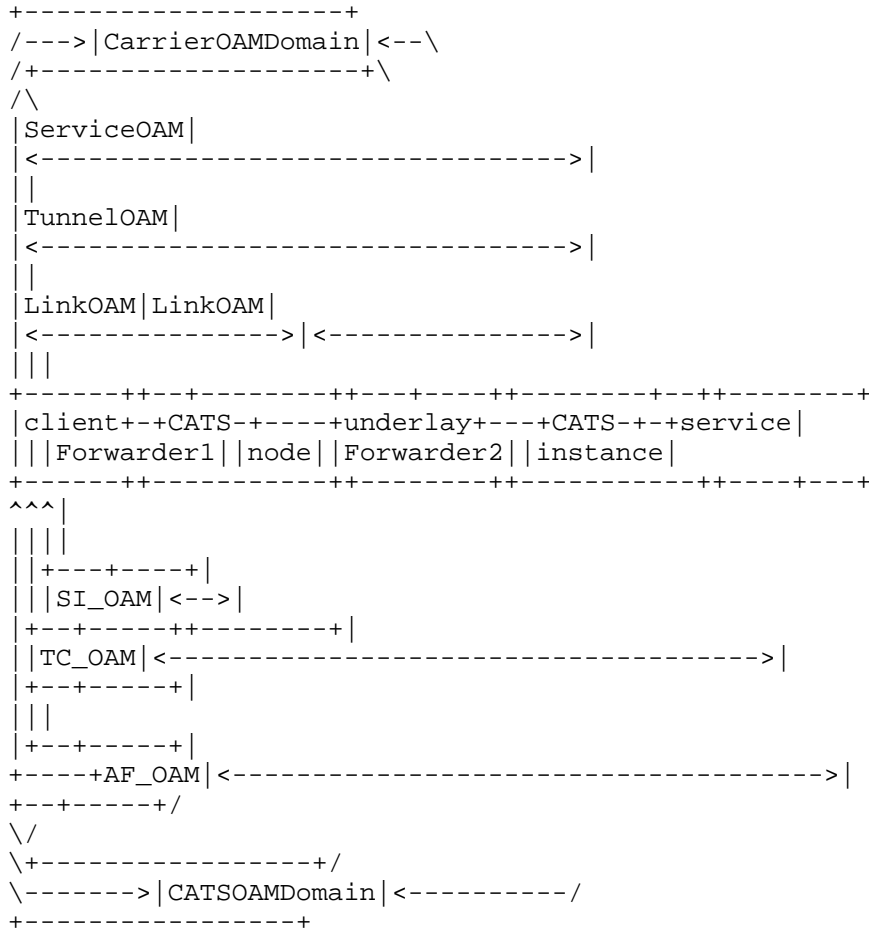 +--------------------+
/--->|CarrierOAMDomain|<--\
/+--------------------+\
/\
|ServiceOAM|
|<--------------------------------->|
||
|TunnelOAM|
|<--------------------------------->|
||
|LinkOAM|LinkOAM|
|<--------------->|<--------------->|
|||
+------++--+--------++---+----++--------+--++--------+
|client+-+CATS-+----+underlay+---+CATS-+-+service|
|||Forwarder1||node||Forwarder2||instance|
+------++-----------++--------++-----------++----+---+
^^^|
||||
||+---+----+|
|||SI_OAM|<-->|
|+--+-----++--------+|
||TC_OAM|<------------------------------------->|
|+--+-----+|
|||
|+--+-----+|
+----+AF_OAM|<------------------------------------->|
+--+-----+/
\/
\+-----------------+/
\------->|CATSOAMDomain|<----------/
+-----------------+